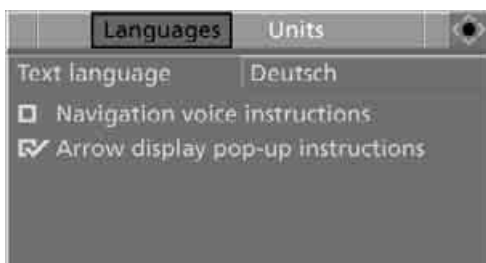 Languages Units
Text language Deutsch
Navigation voice instructions
Arrow display pop-up instructions